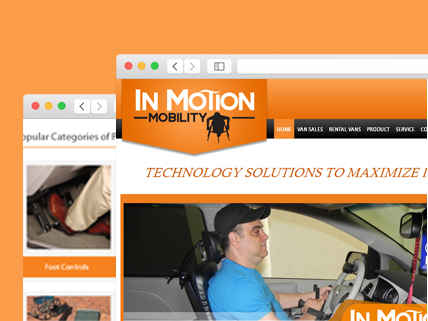 IN MOTION
MOBILITY
HOME VAN SALES RENTAL VANS PRODUCT SERVICE CO
opular Categories of P
TECHNOLOGY SOLUTIONS TO MAXIMIZE
Foot Controls
IN MOTION